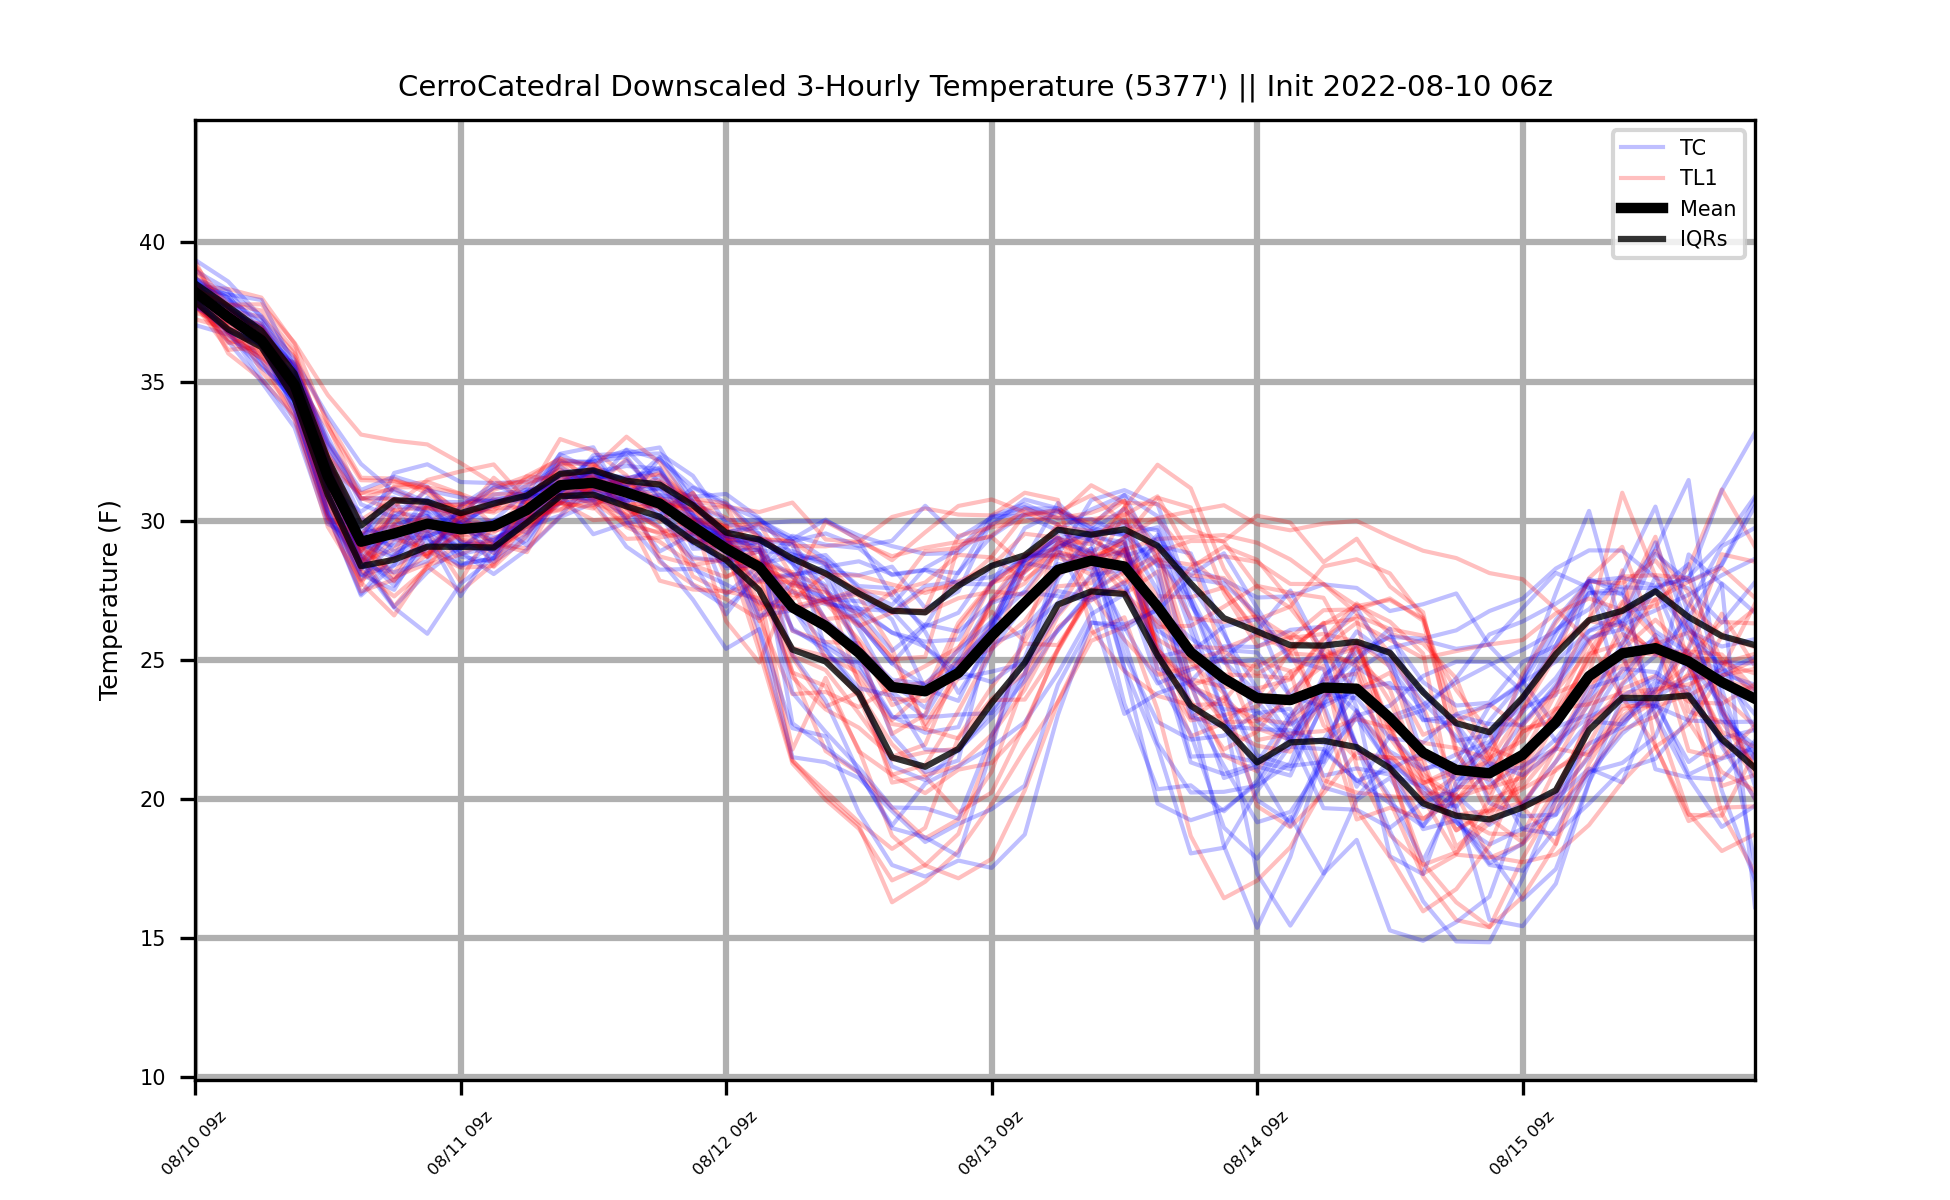 CerroCatedral Downscaled 3-Hourly Temperature (5377') || Init 2022-08-10 06z
TC
TL1
Mean
IQRs
Temperature (F)
40
35
30
25
20
15
10
08/10 09z
08/11 09z
08/12 09z
08/13 09z
08/14 09z
08/15 09z